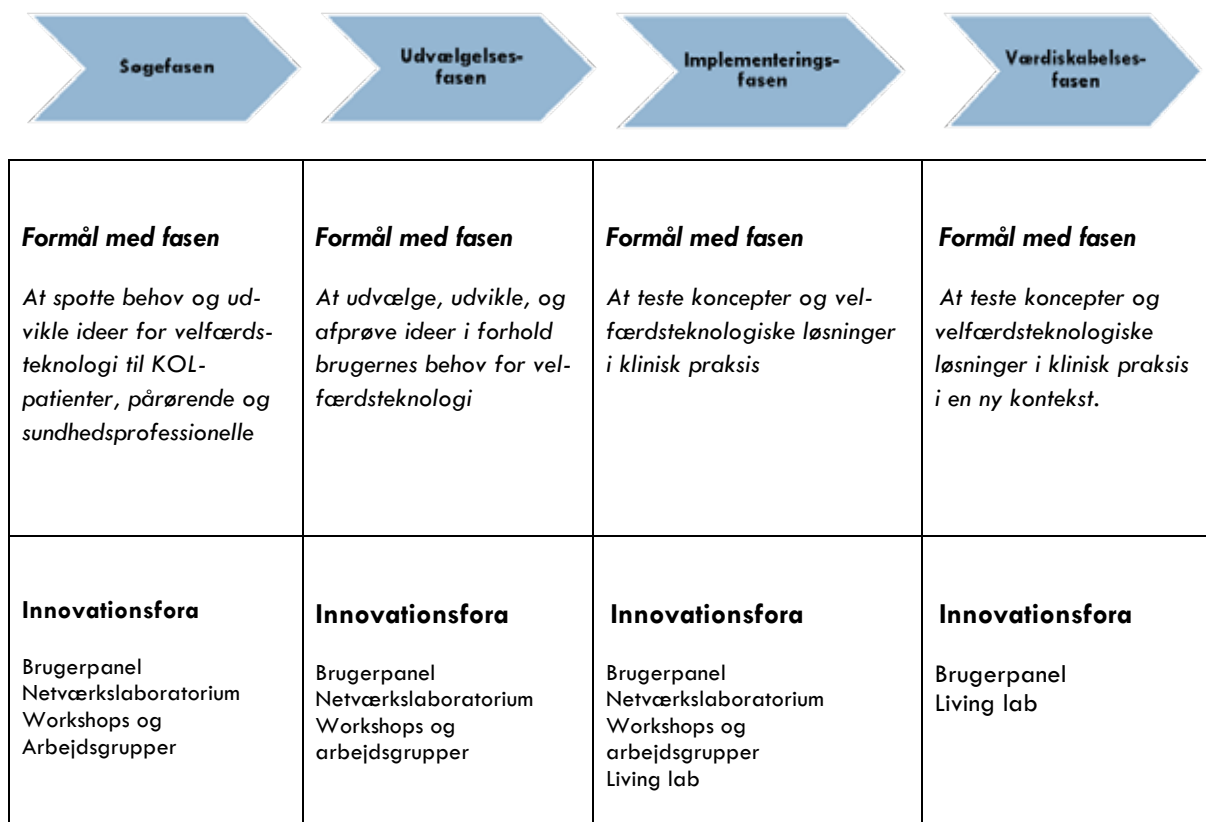 Søgefasen
Udvælgelses-
fasen
Implementerings-
fasen
Værdiskabelses-
fasen
Formål med fasen
At spotte behov og ud-
vikle ideer for velfærds-
teknologi til KOL-
patienter, pårørende og
sundhedsprofessionelle
Formål med fasen
At udvælge, udvikle, og
afprøve ideer i forhold
brugernes behov for vel-
færdsteknologi
Formål med fasen
At teste koncepter og vel-
færdsteknologiske løsninger
i klinisk praksis
Formål med fasen
At teste koncepter og
velfærdsteknologiske
løsninger i klinisk praksis
i en ny kontekst.
Innovationsfora
Brugerpanel
Netværkslaboratorium
Workshops og
Arbejdsgrupper
Innovationsfora
Brugerpanel
Netværkslaboratorium
Workshops og
arbejdsgrupper
Innovationsfora
Brugerpanel
Netværkslaboratorium
Workshops og
arbejdsgrupper
Living lab
Innovationsfora
Brugerpanel
Living lab